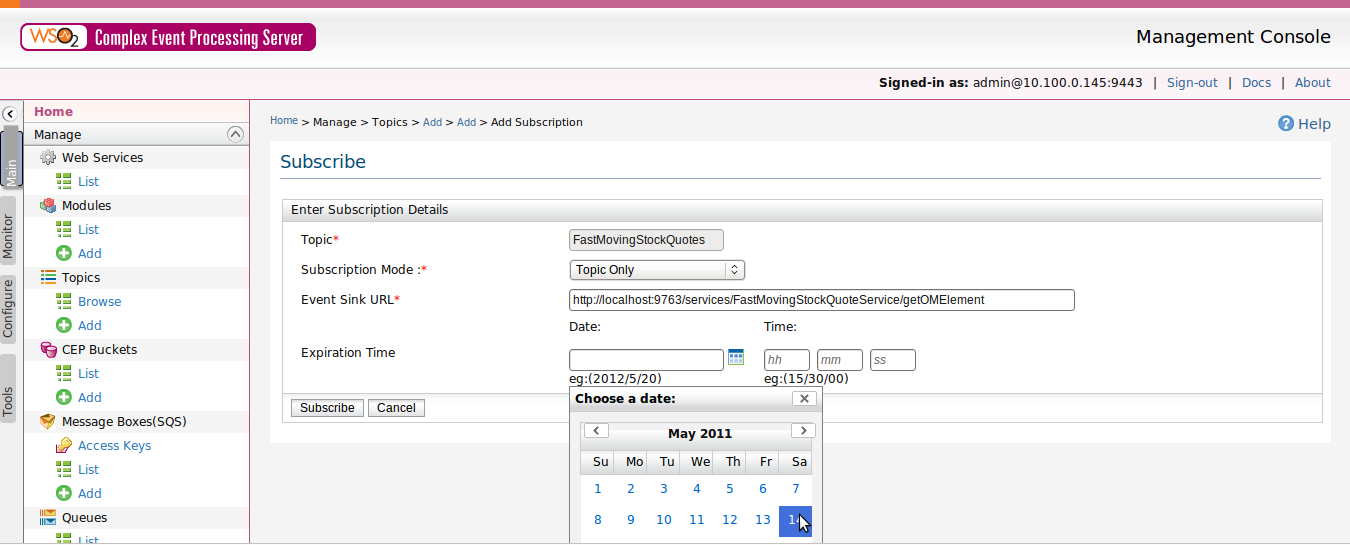 WSO2 Complex Event Processing Server
Management Console
Signed-in as: admin@10.100.0.145:9443 | Sign-out | Docs | About
Main
Monitor
Configure
Tools
Home
Manage
Web Services
List
Modules
List
Add
Topics
Browse
Add
CEP Buckets
List
Add
Message Boxes(SQS)
Access Keys
List
Add
Queues
List
Home > Manage > Topics > Add > Add > Add Subscription
Help
Subscribe
Enter Subscription Details
Topic* FastMovingStockQuotes
Subscription Mode :* Topic Only
Event Sink URL* http://localhost:9763/services/FastMovingStockQuoteService/getOMElement
Date: Time:
Expiration Time hh mm ss
eg:(2012/5/20) eg:(15/30/00)
Subscribe Cancel
Choose a date:
May 2011
Su Mo Tu We Th Fr Sa
1 2 3 4 5 6 7
8 9 10 11 12 13 14